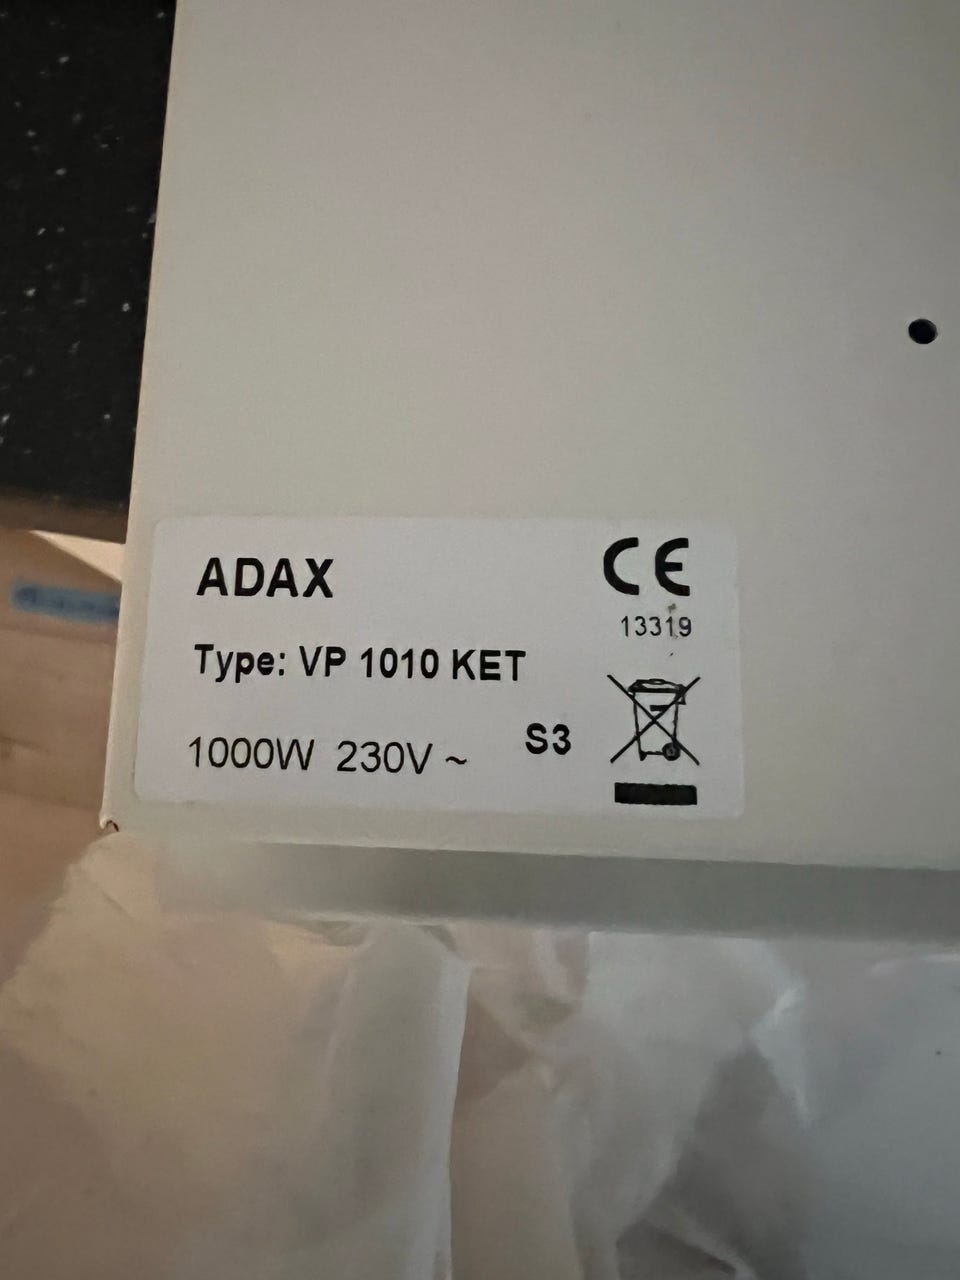 ADAX
CE
13319
Type: VP 1010 KET
1000W 230V ~
S3